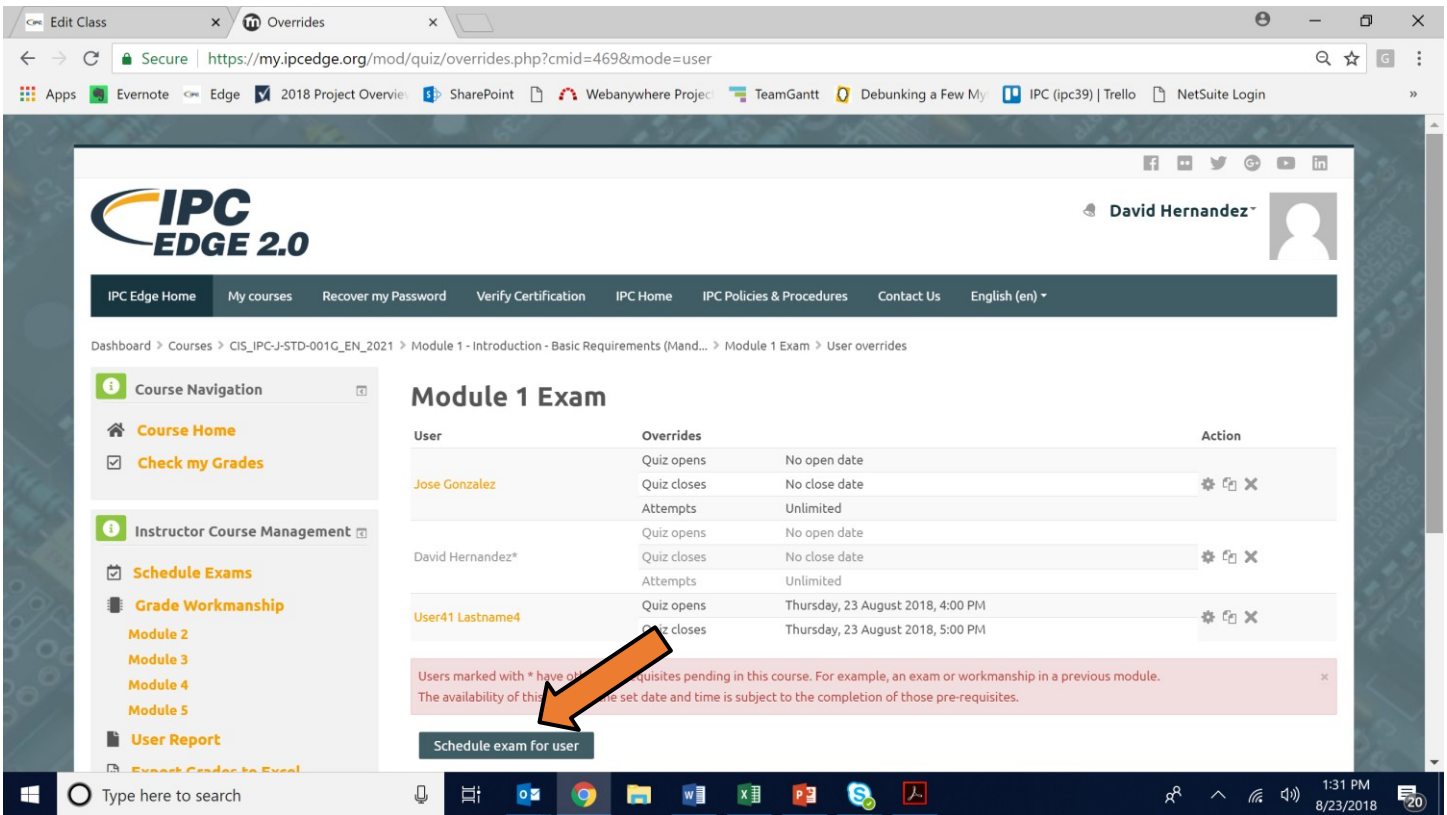 Edit Class
Overrides
Secure https://my.ipcedge.org/mod/quiz/overrides.php?cmid=469&mode=user
G
Apps Evernote Edge 2018 Project Overvie SharePoint Webanywhere Projec TeamGantt Debunking a Few My IPC (ipc39) | Trello NetSuite Login »
IPC
EDGE 2.0
David Hernandez
IPC Edge Home My courses Recover my Password Verify Certification IPC Home IPC Policies & Procedures Contact Us English (en)
Dashboard > Courses > CIS_IPC-J-STD-001G_EN_2021 > Module 1 - Introduction - Basic Requirements (Mand... > Module 1 Exam > User overrides
Course Navigation
Course Home
Check my Grades
Instructor Course Management
Schedule Exams
Grade Workmanship
Module 2
Module 3
Module 4
Module 5
User Report
Export Grades to Excel
Module 1 Exam
User Overrides Action
Jose Gonzalez
Quiz opens No open date
Quiz closes No close date
Attempts Unlimited
David Hernandez*
Quiz opens No open date
Quiz closes No close date
Attempts Unlimited
User41 Lastname4
Quiz opens Thursday, 23 August 2018, 4:00 PM
Quiz closes Thursday, 23 August 2018, 5:00 PM
Users marked with * have pending in this course. For example, an exam or workmanship in a previous module.
The availability of this set date and time is subject to the completion of those pre-requisites.
Schedule exam for user
Type here to search
1:31 PM
8/23/2018
20